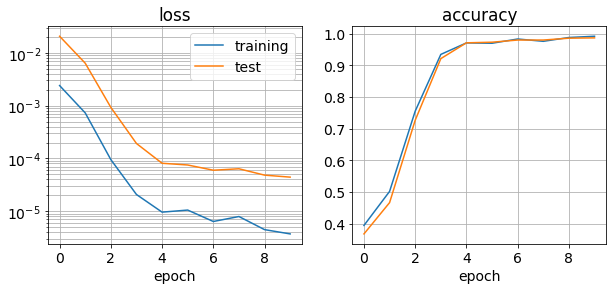 loss
10⁻²
10⁻³
10⁻⁴
10⁻⁵
training
test
0 2 4 6 8
epoch
accuracy
1.0
0.9
0.8
0.7
0.6
0.5
0.4
0 2 4 6 8
epoch